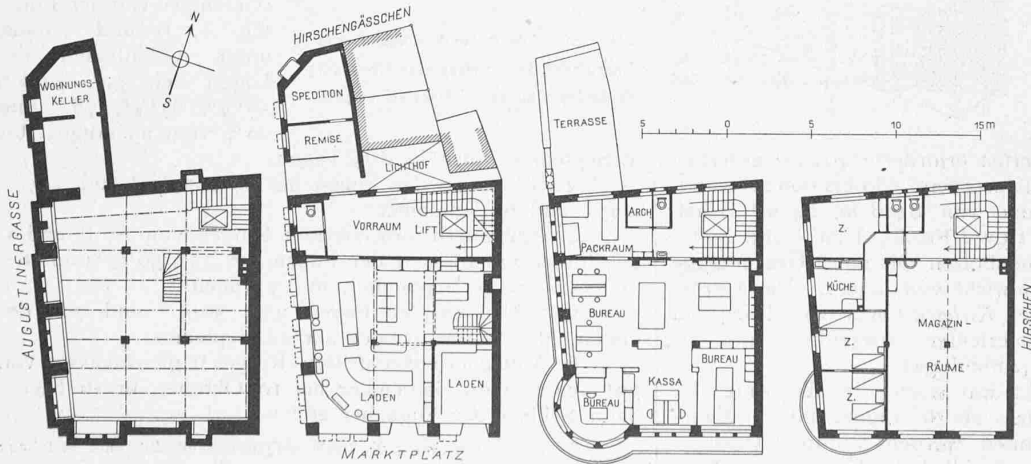 N
S
WOHNUNGS-
KELLER
AUGUSTINERGASSE
HIRSCHENGÄSSCHEN
SPEDITION
REMISE
LICHTHOF
VORRAUM
LIFT
LADEN
LADEN
MARKTPLATZ
TERRASSE
5 0 5 10 15 m
ARCH
PACKRAUM
BUREAU
BUREAU
KASSA
BUREAU
Z.
KÜCHE
Z.
Z.
MAGAZIN-
RÄUME
HIRSCHEN